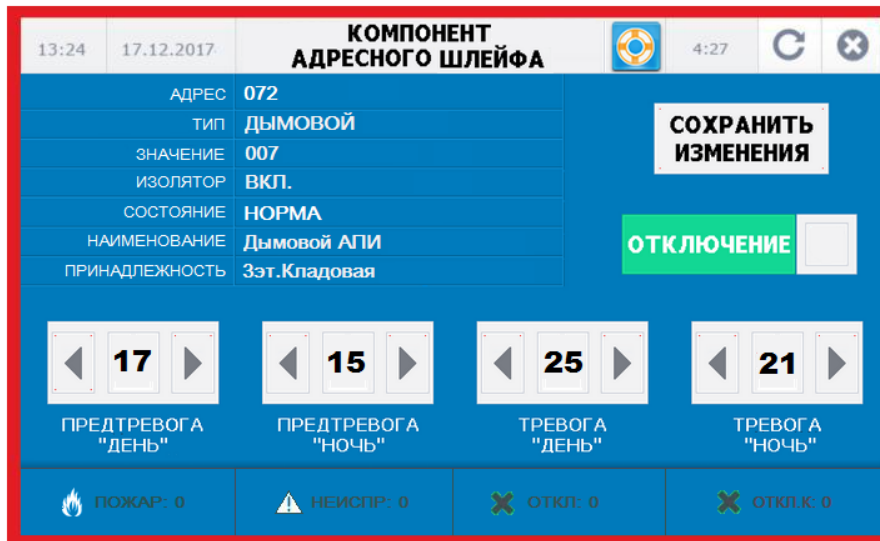 13:24 17.12.2017 КОМПОНЕНТ 4:27
АДРЕСНОГО ШЛЕЙФА
АДРЕС 072
ТИП ДЫМОВОЙ
ЗНАЧЕНИЕ 007
ИЗОЛЯТОР ВКЛ.
СОСТОЯНИЕ НОРМА
НАИМЕНОВАНИЕ Дымовой АПИ
ПРИНАДЛЕЖНОСТЬ 3эт.Кладовая
СОХРАНИТЬ
ИЗМЕНЕНИЯ
ОТКЛЮЧЕНИЕ
17 15 25 21
ПРЕДТРЕВОГА ПРЕДТРЕВОГА ТРЕВОГА ТРЕВОГА
"ДЕНЬ" "НОЧЬ" "ДЕНЬ" "НОЧЬ"
ПОЖАР: 0 НЕИСПР: 0 ОТКЛ: 0 ОТКЛ.К: 0